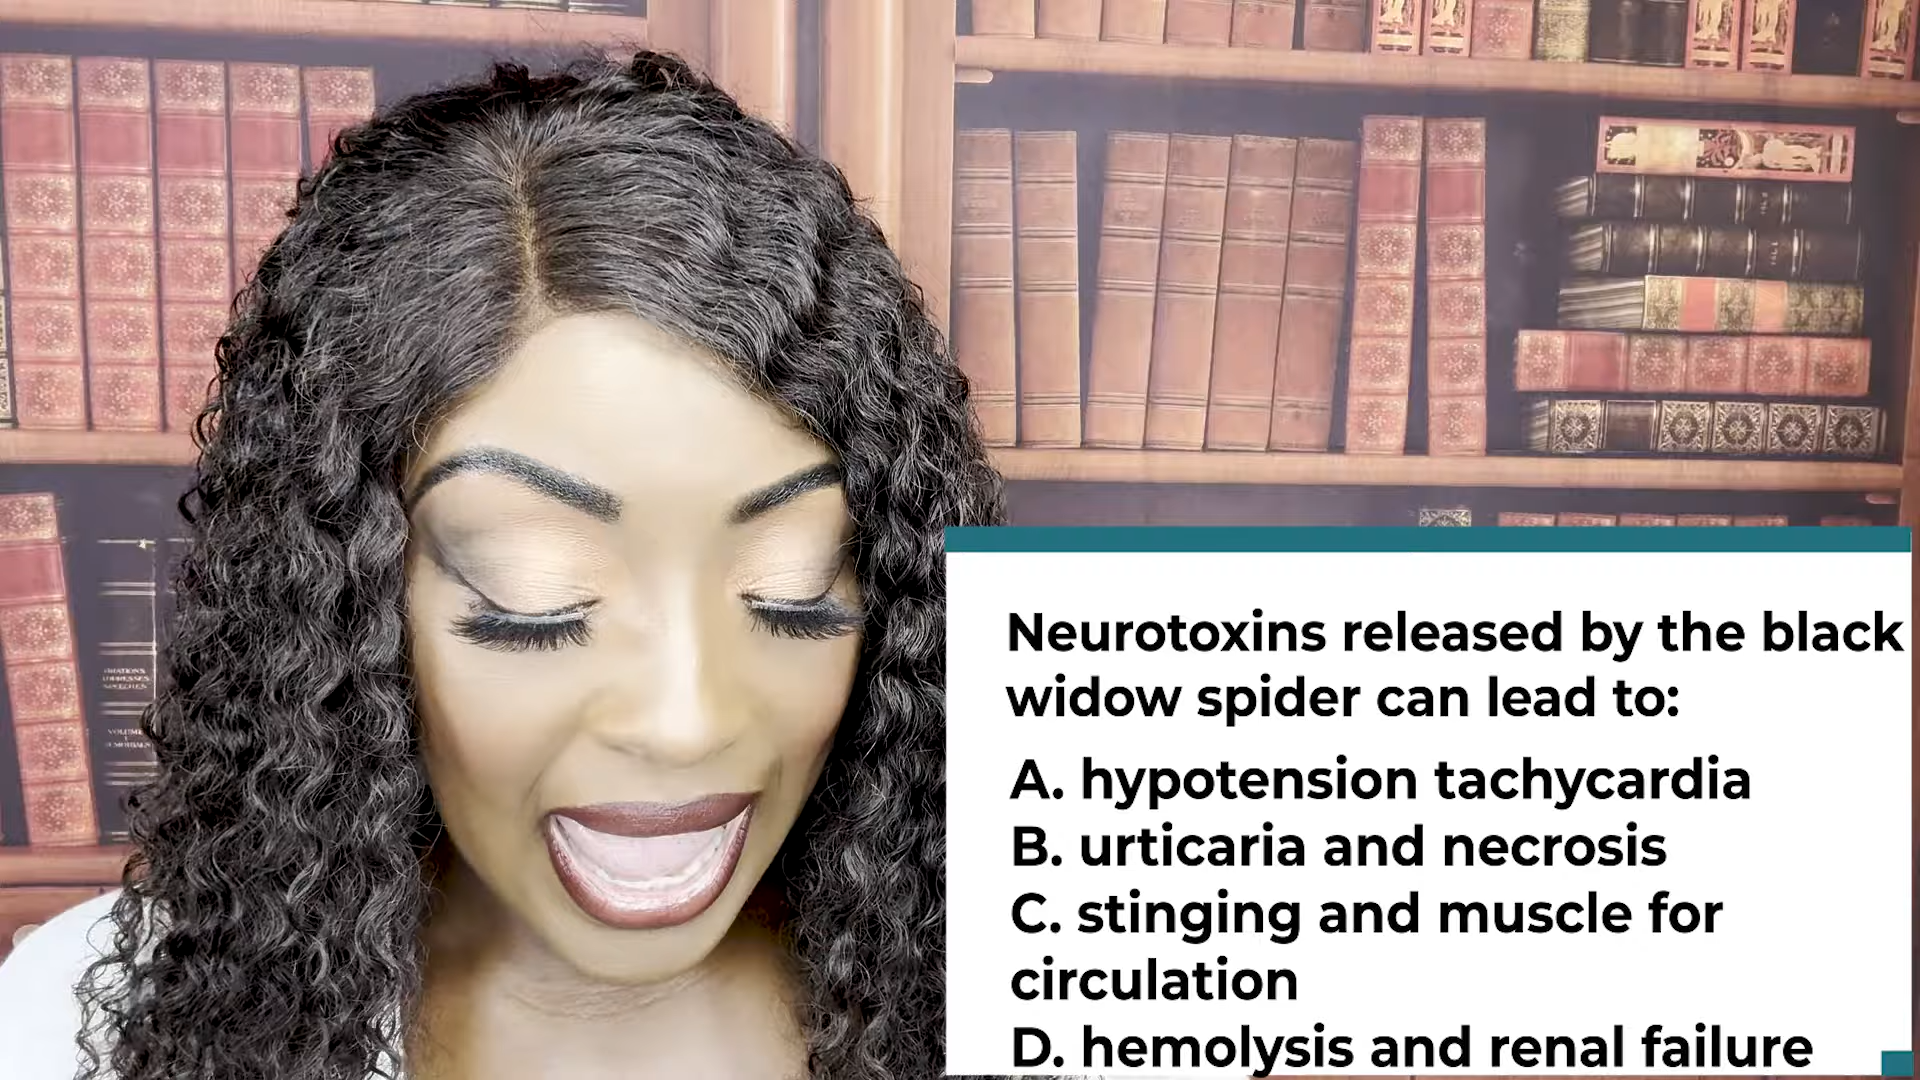 Neurotoxins released by the black
widow spider can lead to:
A. hypotension tachycardia
B. urticaria and necrosis
C. stinging and muscle for
circulation
D. hemolysis and renal failure